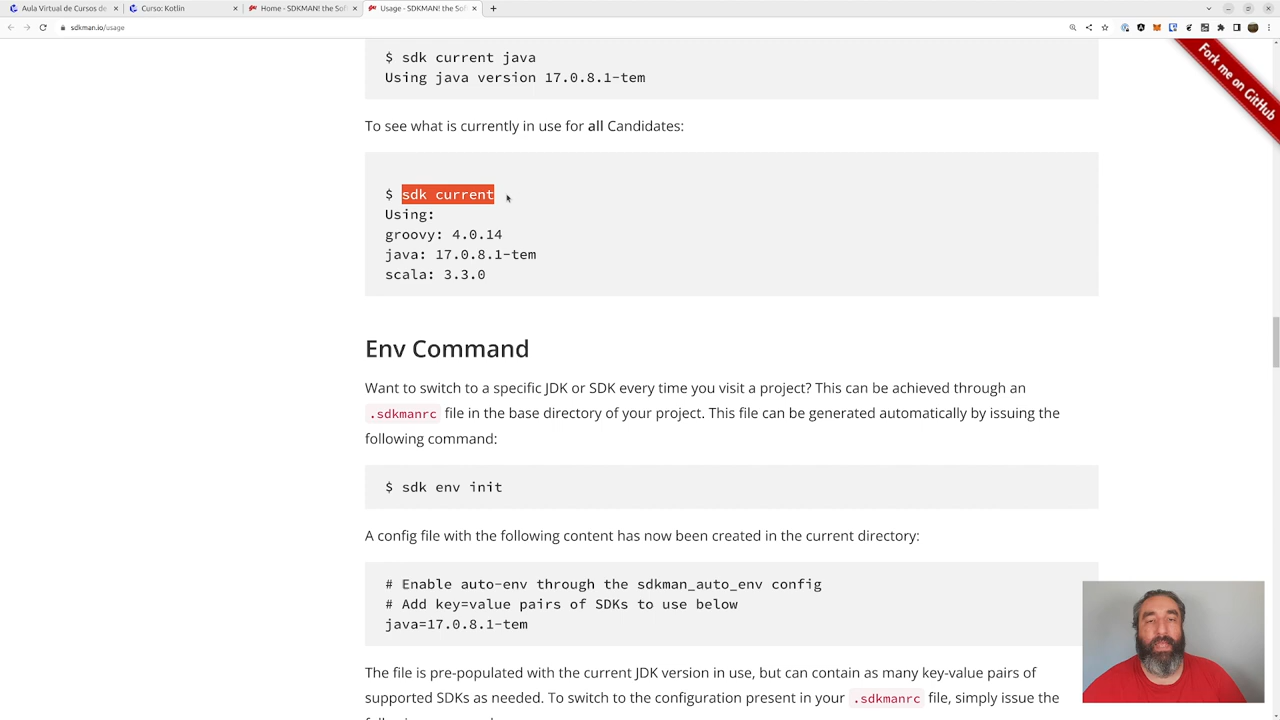 Aula Virtual de Cursos de
Curso: Kotlin
Home - SDKMAN! the Sof
Usage - SDKMAN! the Sof
sdkman.io/usage
Fork me on GitHub
$ sdk current java
Using java version 17.0.8.1-tem
To see what is currently in use for all Candidates:
$ sdk current
Using:
groovy: 4.0.14
java: 17.0.8.1-tem
scala: 3.3.0
Env Command
Want to switch to a specific JDK or SDK every time you visit a project? This can be achieved through an
.sdkmanrc file in the base directory of your project. This file can be generated automatically by issuing the
following command:
$ sdk env init
A config file with the following content has now been created in the current directory:
# Enable auto-env through the sdkman_auto_env config
# Add key=value pairs of SDKs to use below
java=17.0.8.1-tem
The file is pre-populated with the current JDK version in use, but can contain as many key-value pairs of
supported SDKs as needed. To switch to the configuration present in your .sdkmanrc file, simply issue the